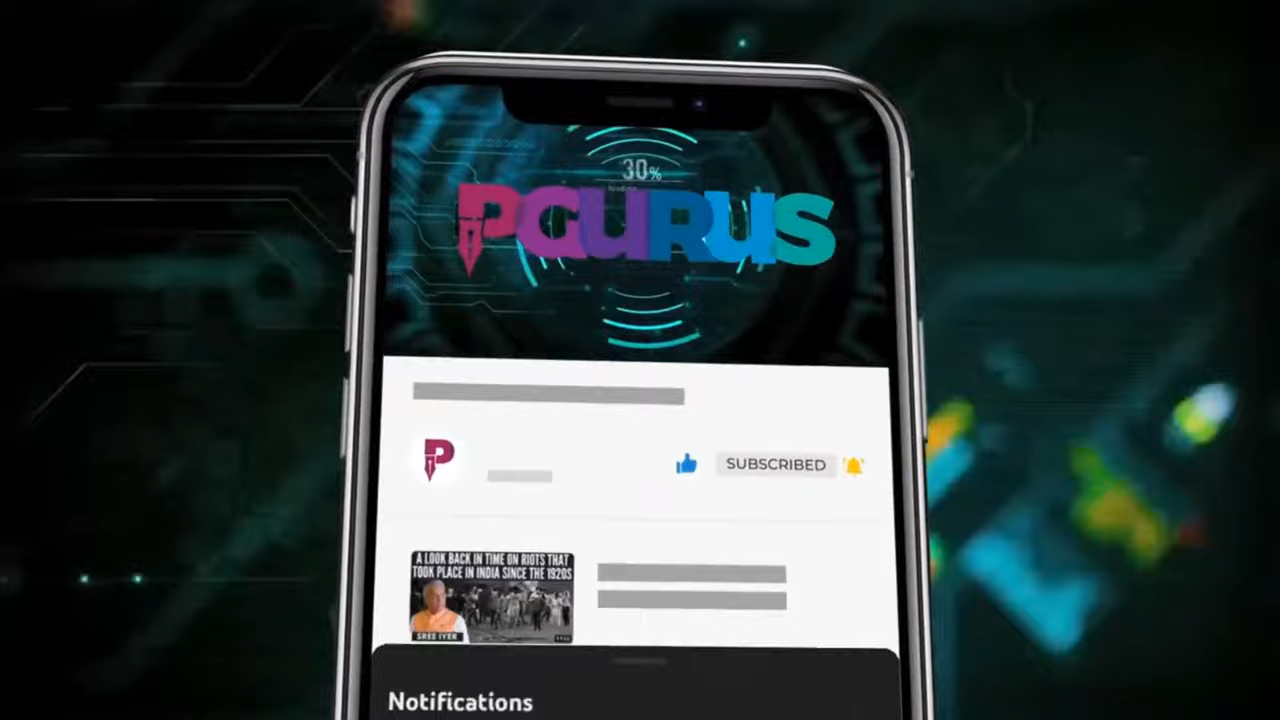 30%
PGURUS
P
SUBSCRIBED
A LOOK BACK IN TIME ON RIOTS THAT
TOOK PLACE IN INDIA SINCE THE 1920S
SREE IYER
Notifications